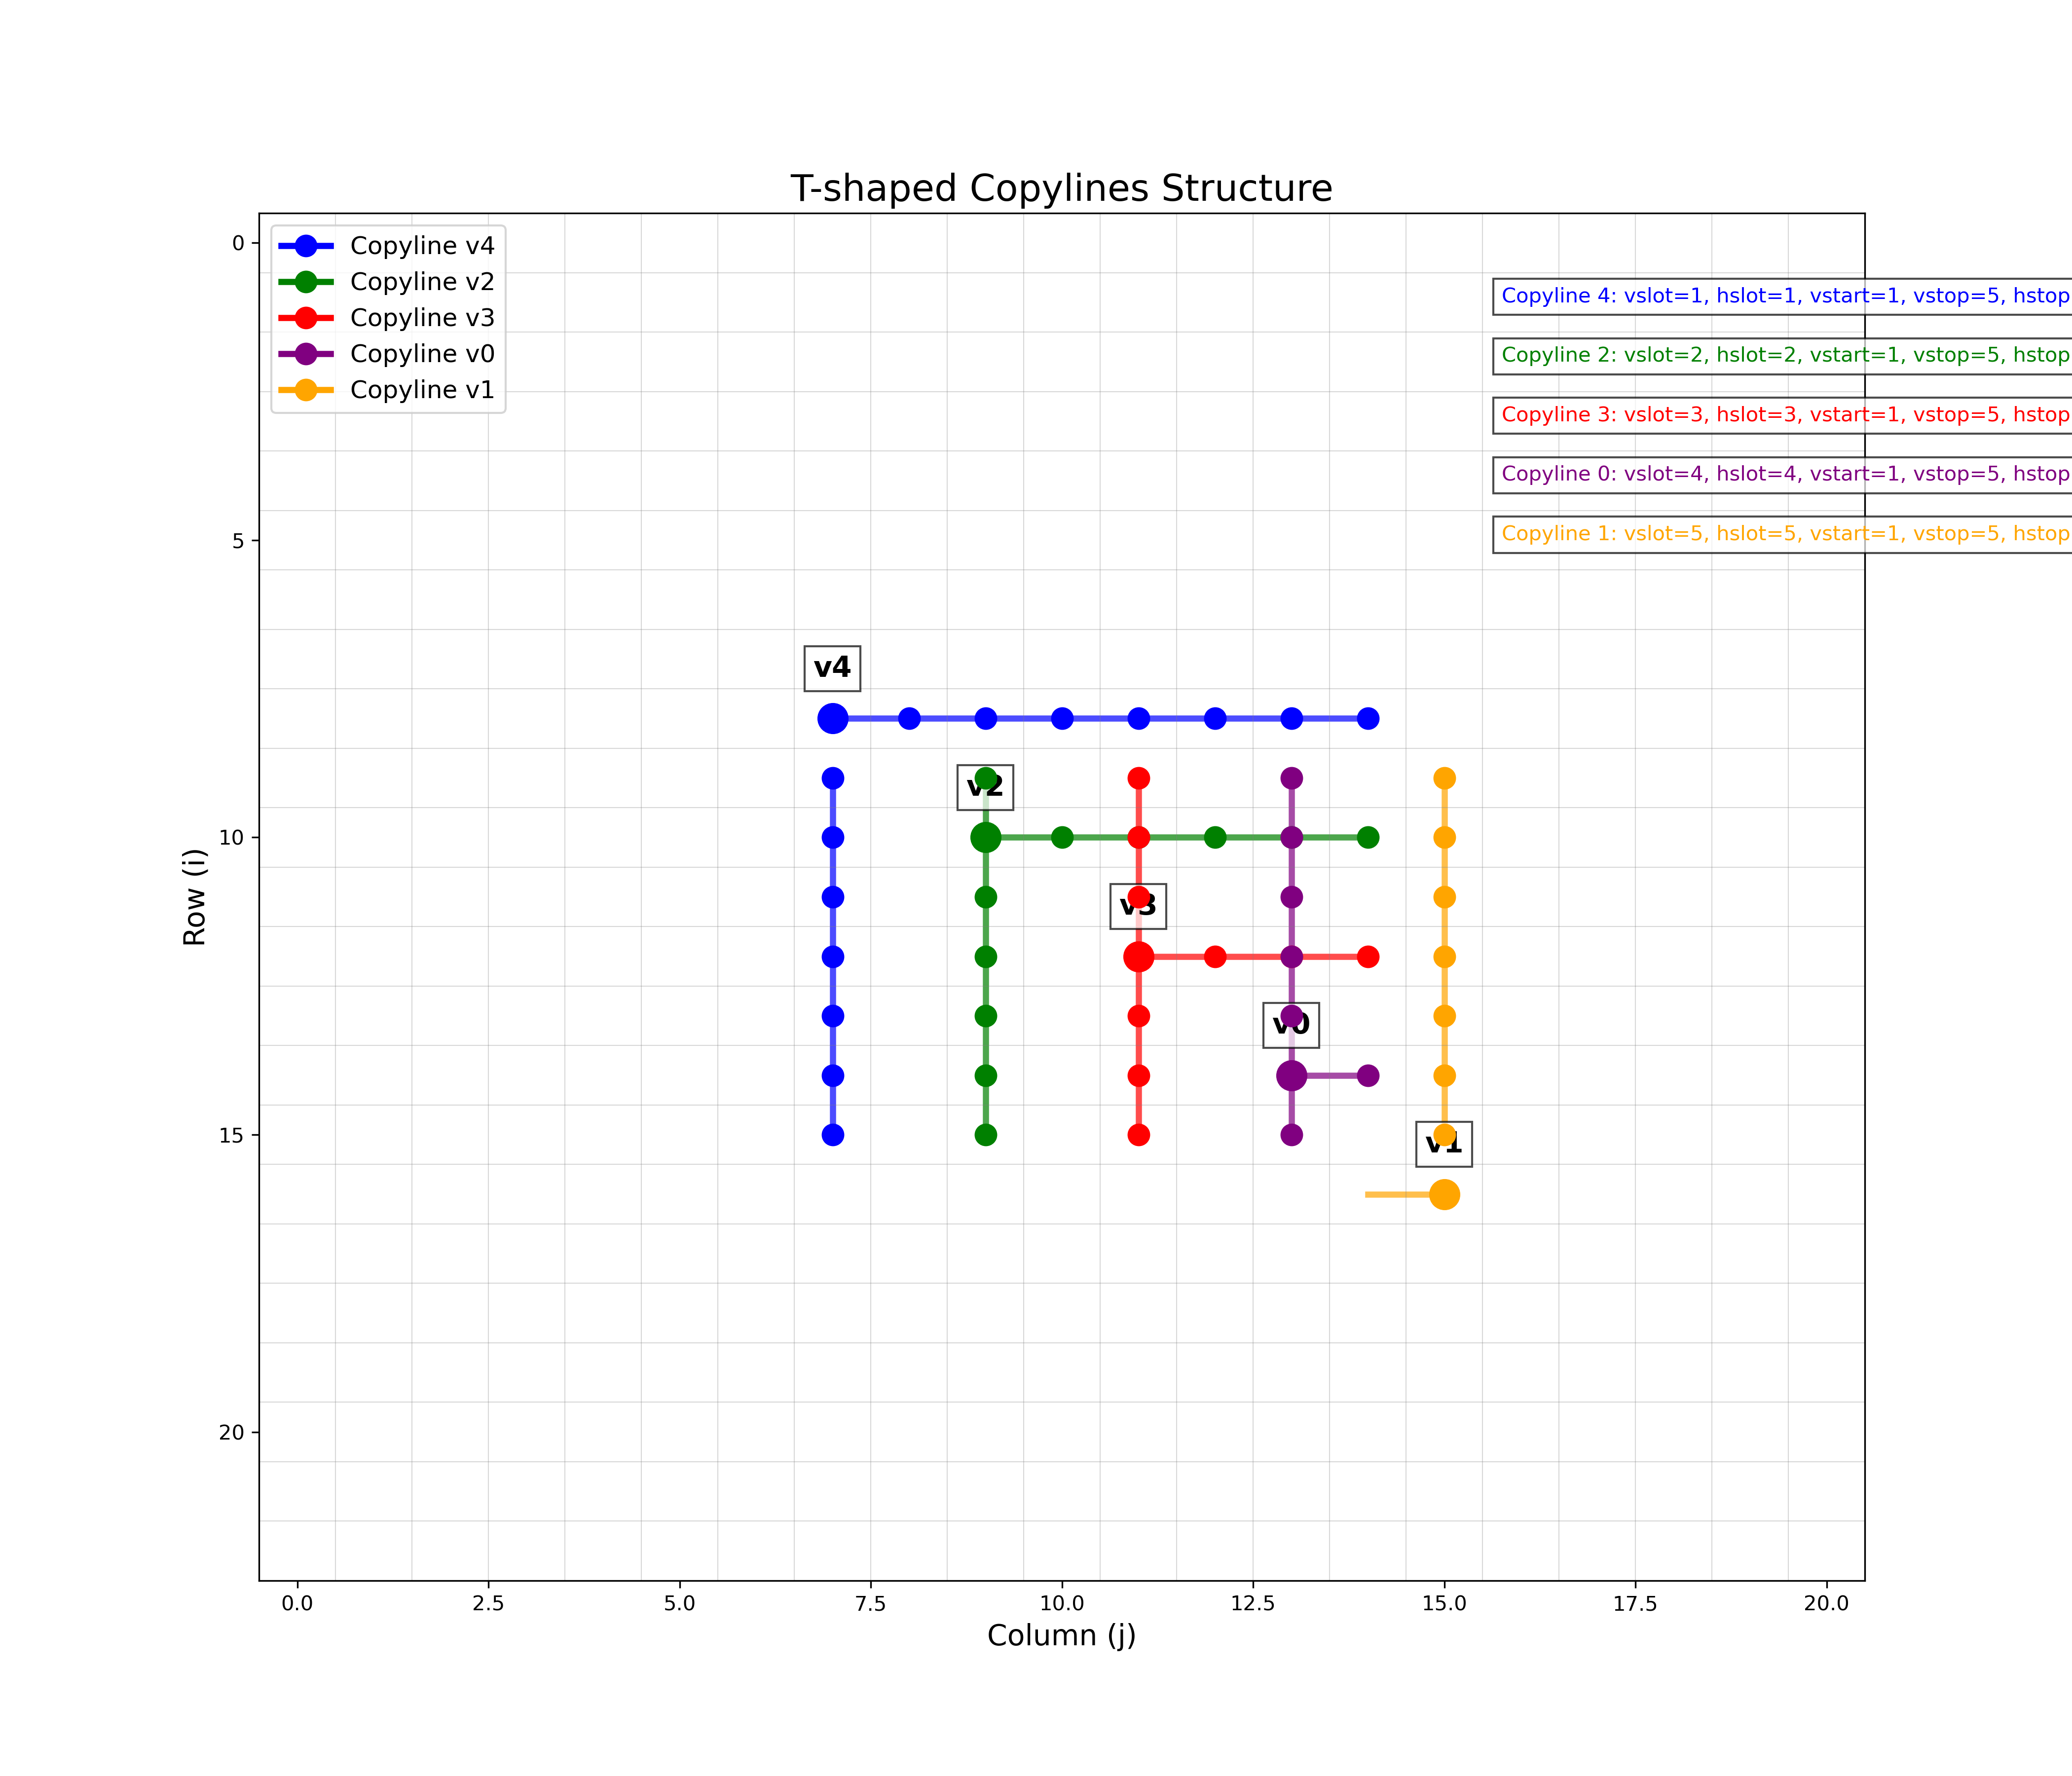 T-shaped Copylines Structure
Copyline v4
Copyline v2
Copyline v3
Copyline v0
Copyline v1
Copyline 4: vslot=1, hslot=1, vstart=1, vstop=5, hstop
Copyline 2: vslot=2, hslot=2, vstart=1, vstop=5, hstop
Copyline 3: vslot=3, hslot=3, vstart=1, vstop=5, hstop
Copyline 0: vslot=4, hslot=4, vstart=1, vstop=5, hstop
Copyline 1: vslot=5, hslot=5, vstart=1, vstop=5, hstop
v4
v2
v3
v0
v1
Row (i)
0
5
10
15
20
0.0 2.5 5.0 7.5 10.0 12.5 15.0 17.5 20.0
Column (j)